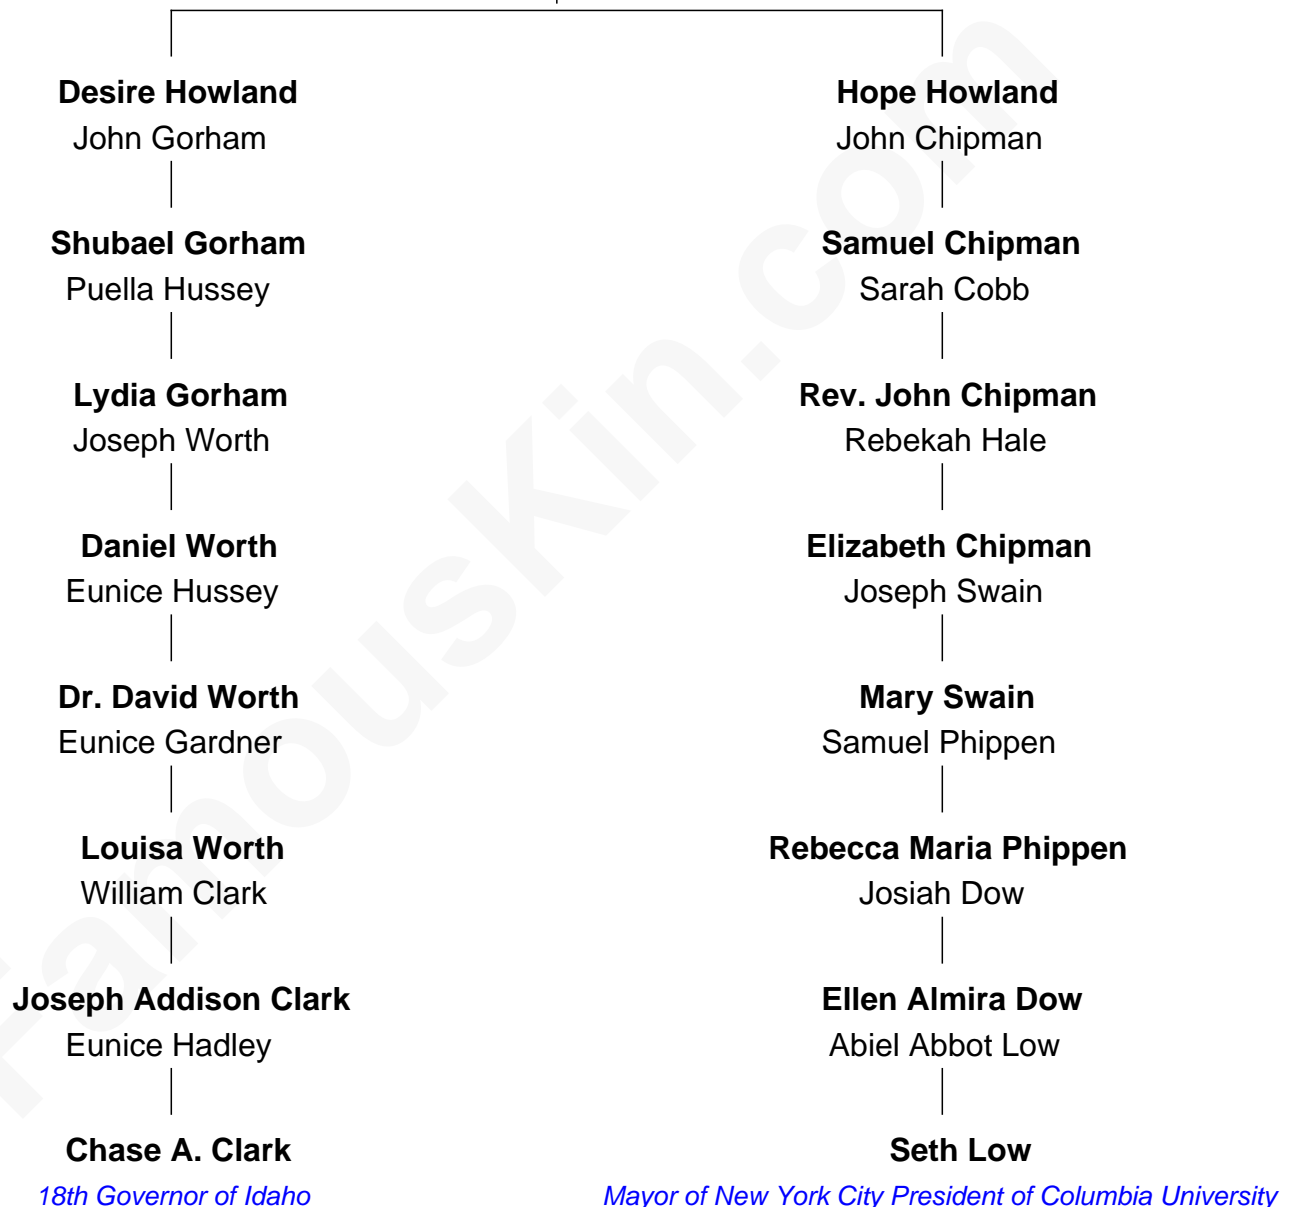 Desire Howland
John Gorham
Shubael Gorham
Puella Hussey
Lydia Gorham
Joseph Worth
Daniel Worth
Eunice Hussey
Dr. David Worth
Eunice Gardner
Louisa Worth
William Clark
Joseph Addison Clark
Eunice Hadley
Chase A. Clark
18th Governor of Idaho
Hope Howland
John Chipman
Samuel Chipman
Sarah Cobb
Rev. John Chipman
Rebekah Hale
Elizabeth Chipman
Joseph Swain
Mary Swain
Samuel Phippen
Rebecca Maria Phippen
Josiah Dow
Ellen Almira Dow
Abiel Abbot Low
Seth Low
Mayor of New York City President of Columbia University
FamousKin.com